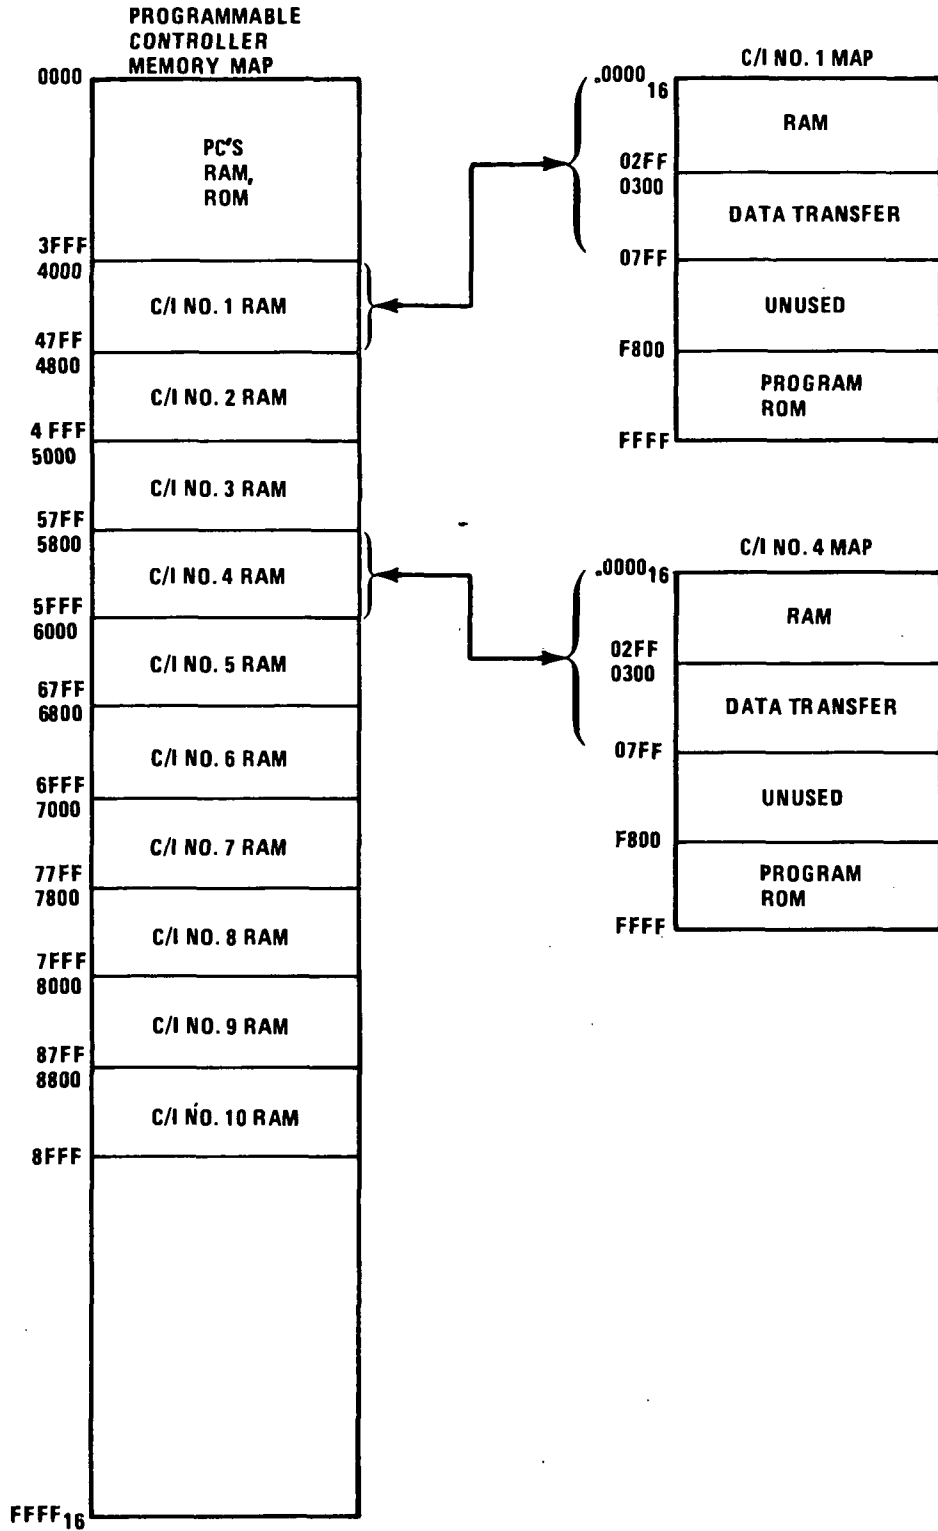 PROGRAMMABLE
CONTROLLER
MEMORY MAP
0000
PC'S
RAM,
ROM
3FFF
4000
C/I NO. 1 RAM
47FF
4800
C/I NO. 2 RAM
4 FFF
5000
C/I NO. 3 RAM
57FF
5800
C/I NO. 4 RAM
5FFF
6000
C/I NO. 5 RAM
67FF
6800
C/I NO. 6 RAM
6FFF
7000
C/I NO. 7 RAM
77FF
7800
C/I NO. 8 RAM
7FFF
8000
C/I NO. 9 RAM
87FF
8800
C/I NO. 10 RAM
8FFF
FFFF16
C/I NO. 1 MAP
.0000 16
RAM
02FF
0300
DATA TRANSFER
07FF
UNUSED
F800
PROGRAM
ROM
FFFF
C/I NO. 4 MAP
.0000 16
RAM
02FF
0300
DATA TRANSFER
07FF
UNUSED
F800
PROGRAM
ROM
FFFF